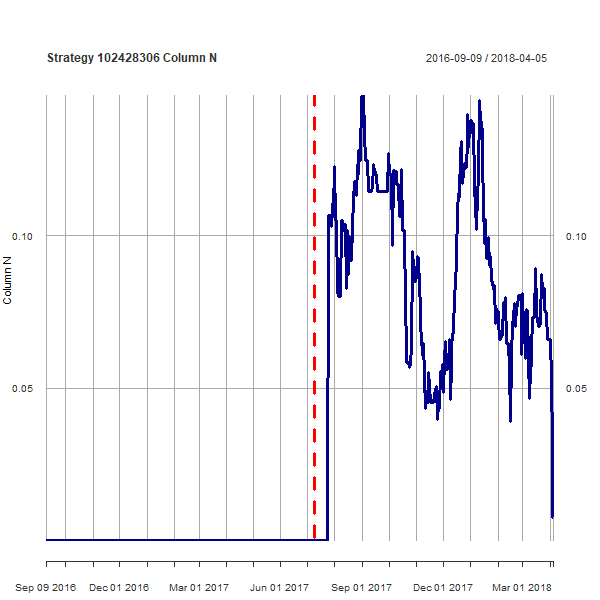 Strategy 102428306 Column N
2016-09-09 / 2018-04-05
0.10
0.10
Column N
0.05
0.05
Sep 09 2016
Dec 01 2016
Mar 01 2017
Jun 01 2017
Sep 01 2017
Dec 01 2017
Mar 01 2018